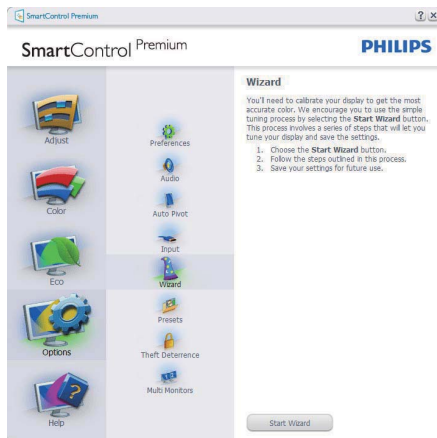 SmartControl Premium
SmartControl Premium
PHILIPS
Adjust
Color
Eco
Options
Help
Preferences
Audio
Auto Pivot
Input
Wizard
Presets
Theft Deterrence
Multi Monitors
Wizard
You'll need to calibrate your display to get the most
accurate color. We encourage you to use the simple
tuning process by selecting the Start Wizard button.
This process involves a series of steps that will let you
tune your display and save the settings.
1. Choose the Start Wizard button.
2. Follow the steps outlined in this process.
3. Save your settings for future use.
Start Wizard